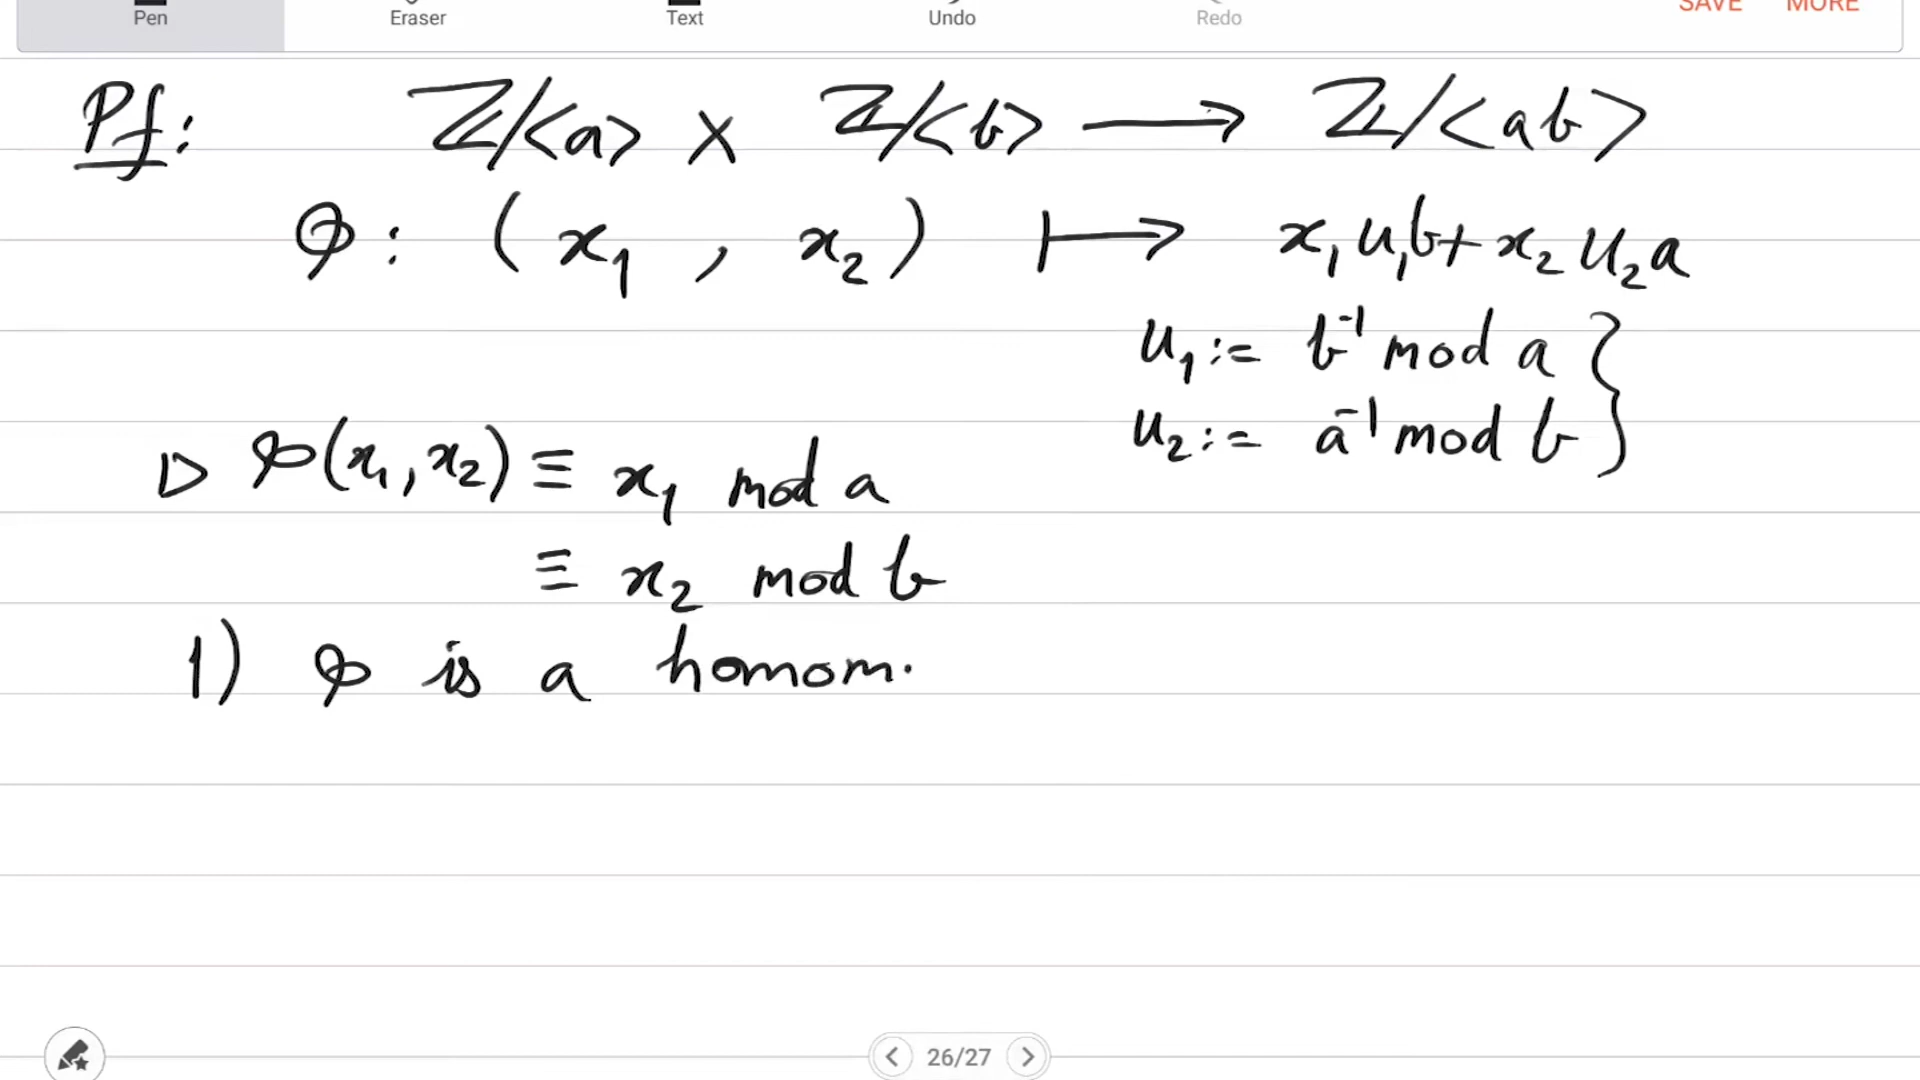 Pen Eraser Text Undo Redo SAVE MORE
Pf: ℤ/<a> × ℤ/<b> ⟶ ℤ/<ab>
φ: (x₁, x₂) ⟼ x₁u₁b + x₂u₂a
u₁ := b⁻¹ mod a }
u₂ := a⁻¹ mod b
▷ φ(x₁, x₂) ≡ x₁ mod a
≡ x₂ mod b
1) φ is a homom.
26/27